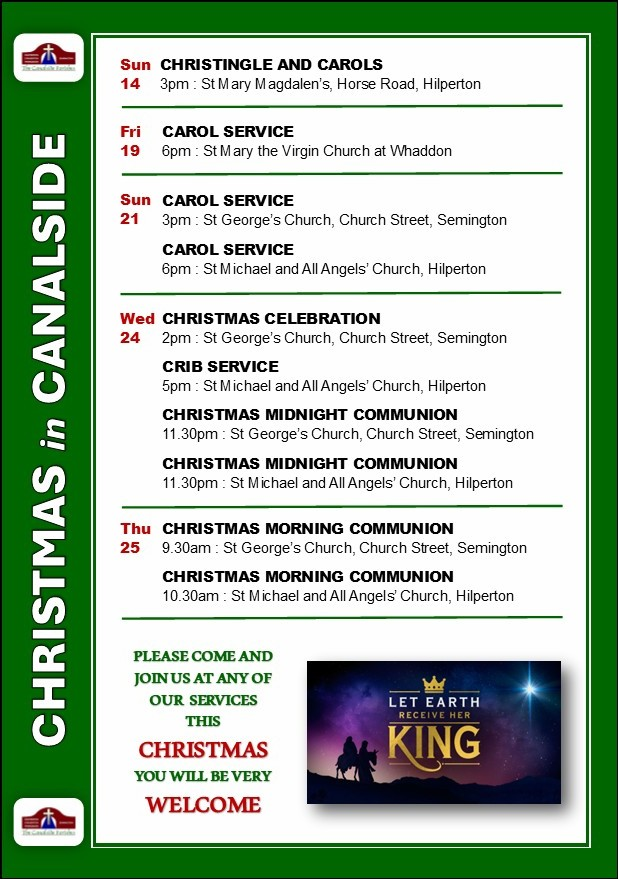 The Canalside Benefice
CHRISTMAS in CANALSIDE
Sun CHRISTINGLE AND CAROLS
14 3pm : St Mary Magdalen's, Horse Road, Hilperton
Fri CAROL SERVICE
19 6pm : St Mary the Virgin Church at Whaddon
Sun CAROL SERVICE
21 3pm : St George's Church, Church Street, Semington
CAROL SERVICE
6pm : St Michael and All Angels' Church, Hilperton
Wed CHRISTMAS CELEBRATION
24 2pm : St George's Church, Church Street, Semington
CRIB SERVICE
5pm : St Michael and All Angels' Church, Hilperton
CHRISTMAS MIDNIGHT COMMUNION
11.30pm : St George's Church, Church Street, Semington
CHRISTMAS MIDNIGHT COMMUNION
11.30pm : St Michael and All Angels' Church, Hilperton
Thu CHRISTMAS MORNING COMMUNION
25 9.30am : St George's Church, Church Street, Semington
CHRISTMAS MORNING COMMUNION
10.30am : St Michael and All Angels' Church, Hilperton
PLEASE COME AND
JOIN US AT ANY OF
OUR SERVICES
THIS
CHRISTMAS
YOU WILL BE VERY
WELCOME
LET EARTH
RECEIVE HER
KING
The Canalside Benefice